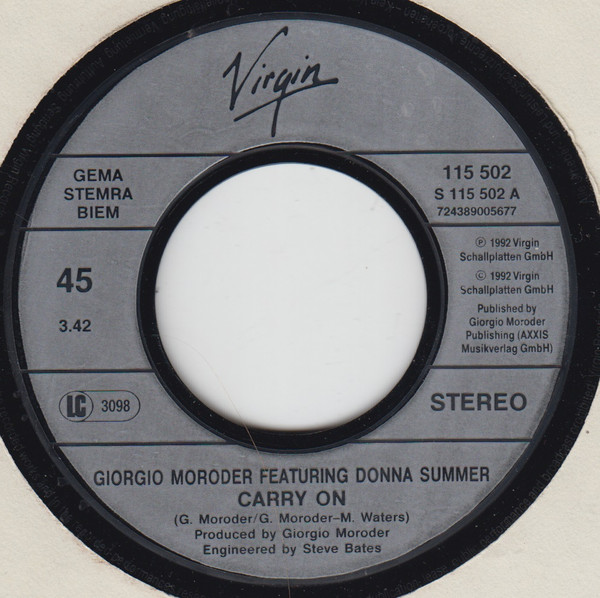 Virgin
GEMA
STEMRA
BIEM
115 502
S 115 502 A
724389005677
45
3.42
℗ 1992 Virgin
Schallplatten GmbH
© 1992 Virgin
Schallplatten GmbH
Published by
Giorgio Moroder
Publishing (AXXIS
Musikverlag GmbH)
LC 3098
STEREO
GIORGIO MORODER FEATURING DONNA SUMMER
CARRY ON
(G. Moroder/G. Moroder–M. Waters)
Produced by Giorgio Moroder
Engineered by Steve Bates